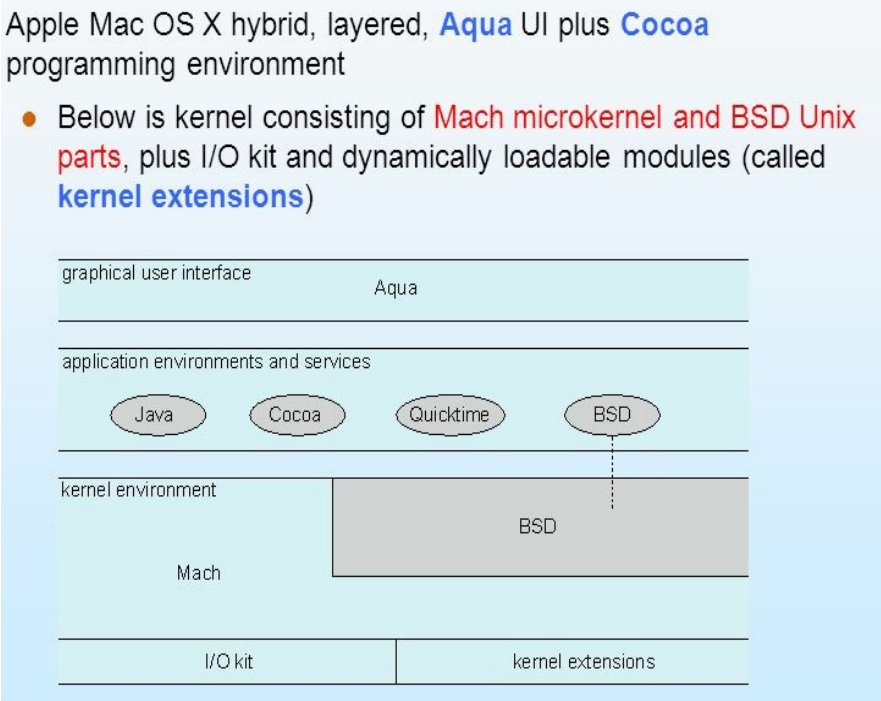 Apple Mac OS X hybrid, layered, Aqua UI plus Cocoa
programming environment
● Below is kernel consisting of Mach microkernel and BSD Unix
parts, plus I/O kit and dynamically loadable modules (called
kernel extensions)
graphical user interface
Aqua
application environments and services
Java Cocoa Quicktime BSD
kernel environment
BSD
Mach
I/O kit kernel extensions